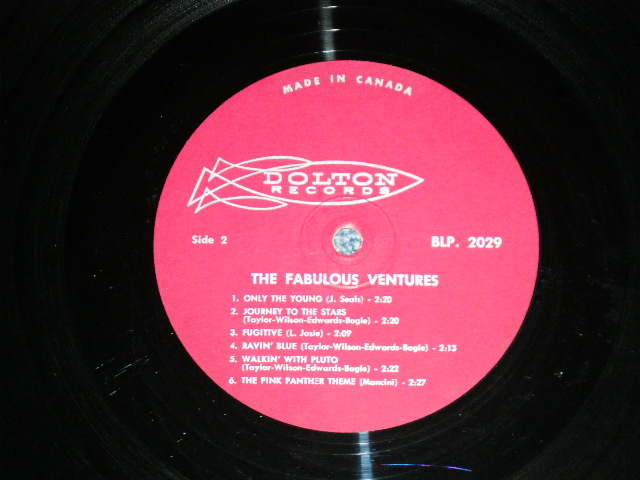 MADE IN CANADA
DOLTON
RECORDS
Side 2
BLP. 2029
THE FABULOUS VENTURES
1. ONLY THE YOUNG (J. Seals) - 2:20
2. JOURNEY TO THE STARS
(Taylor-Wilson-Edwards-Bogle) - 2:20
3. FUGITIVE (L. Josie) - 2:09
4. RAVIN' BLUE (Taylor-Wilson-Edwards-Bogle) - 2:13
5. WALKIN' WITH PLUTO
(Taylor-Wilson-Edwards-Bogle) - 2:22
6. THE PINK PANTHER THEME (Mancini) - 2:27